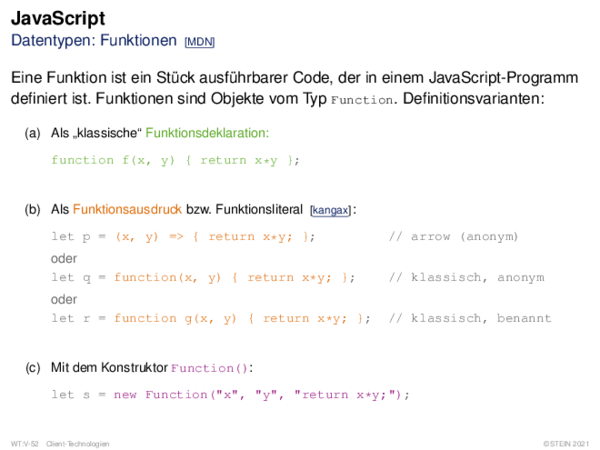 JavaScript
Datentypen: Funktionen [MDN]
Eine Funktion ist ein Stück ausführbarer Code, der in einem JavaScript-Programm
definiert ist. Funktionen sind Objekte vom Typ Function. Definitionsvarianten:
(a) Als „klassische“ Funktionsdeklaration:
function f(x, y) { return x*y };
(b) Als Funktionsausdruck bzw. Funktionsliteral [kangax]:
let p = (x, y) => { return x*y; }; // arrow (anonym)
oder
let q = function(x, y) { return x*y; }; // klassisch, anonym
oder
let r = function g(x, y) { return x*y; }; // klassisch, benannt
(c) Mit dem Konstruktor Function():
let s = new Function("x", "y", "return x*y;");
WT:V-52 Client-Technologien ©STEIN 2021